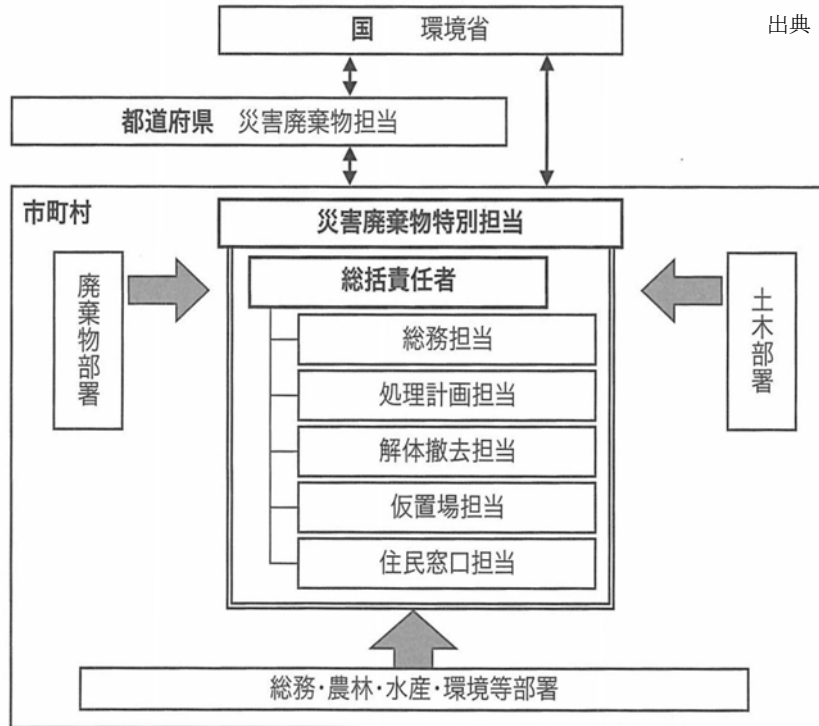 出典
国 環境省
都道府県 災害廃棄物担当
市町村
災害廃棄物特別担当
廃棄物部署
総括責任者
土木部署
総務担当
処理計画担当
解体撤去担当
仮置場担当
住民窓口担当
総務・農林・水産・環境等部署